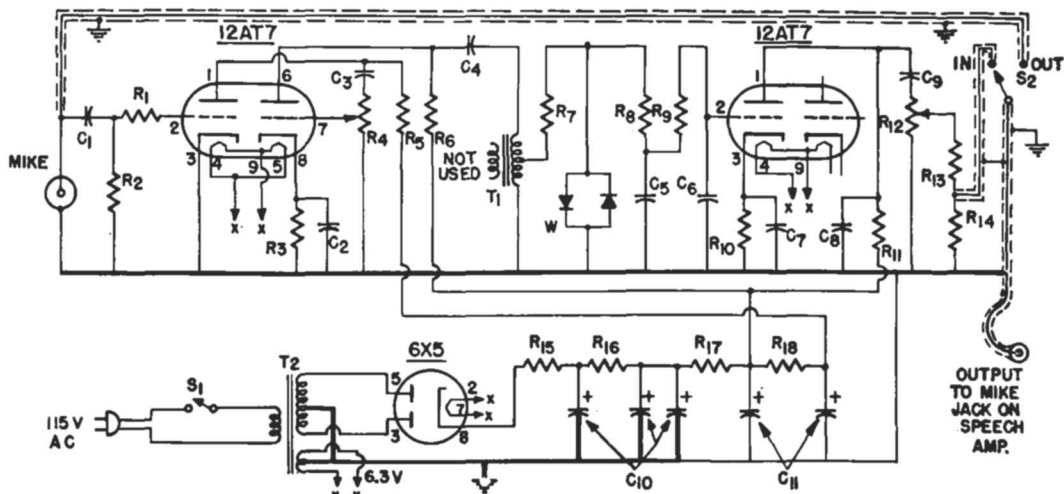 12AT7
12AT7
IN
OUT
S2
1
6
C3
C4
1
C9
R1
C1
2
7
R4
R5
R6
R7
R8
R9
2
R12
3
4
9
5
8
NOT
USED
T1
3
4
9
R13
MIKE
R2
X
X
R3
C2
W
C5
C6
R10
X
X
C7
C8
R11
R14
6X5
R15
R16
R17
R18
T2
5
2
X
7
X
S1
3
8
+
+
+
+
+
115V
AC
6.3V
X
X
C10
C11
OUTPUT
TO MIKE
JACK ON
SPEECH
AMP.